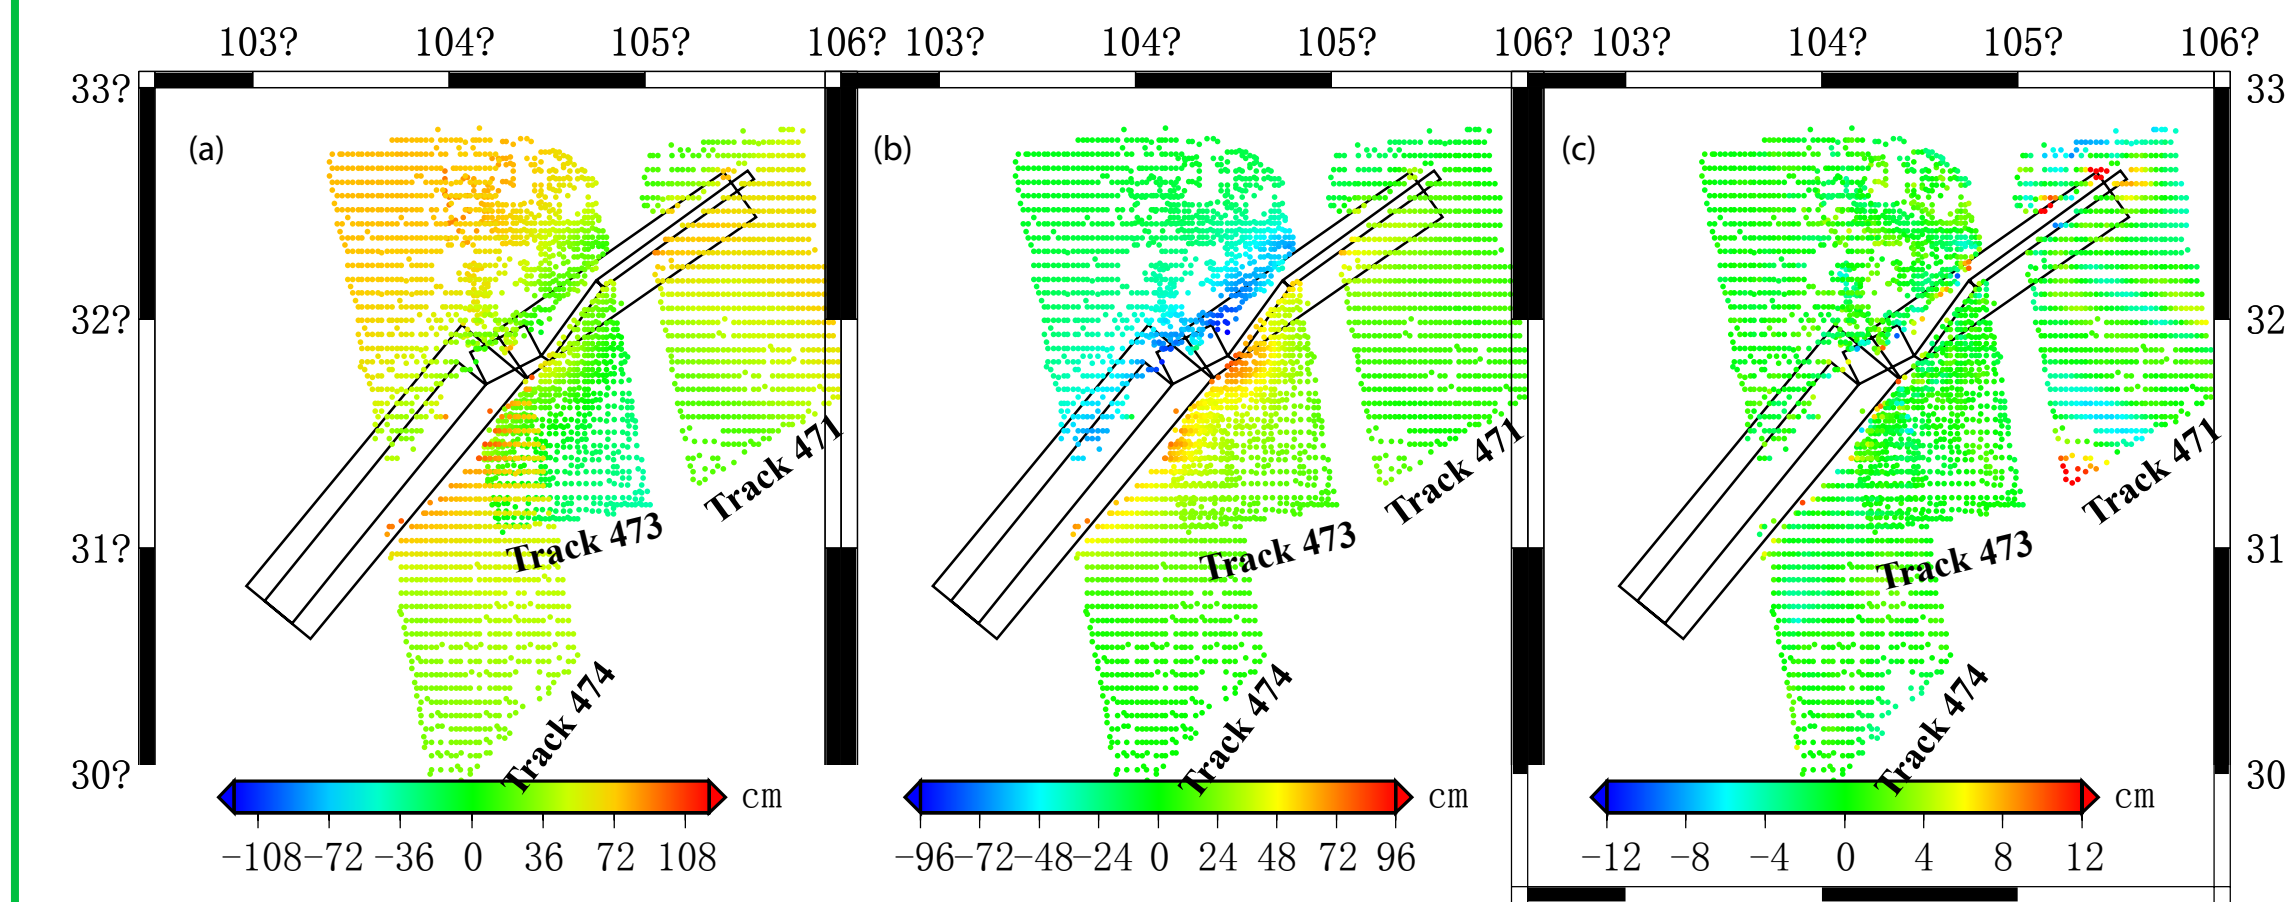 103? 104? 105? 106? 103? 104? 105? 106? 103? 104? 105? 106?
33? 33
(a) (b) (c)
32? 32
Track 471 Track 471 Track 471
31? 31
Track 473 Track 473 Track 473
Track 474 Track 474 Track 474
30? 30
cm cm cm
-108 -72 -36 0 36 72 108 -96 -72 -48 -24 0 24 48 72 96 -12 -8 -4 0 4 8 12